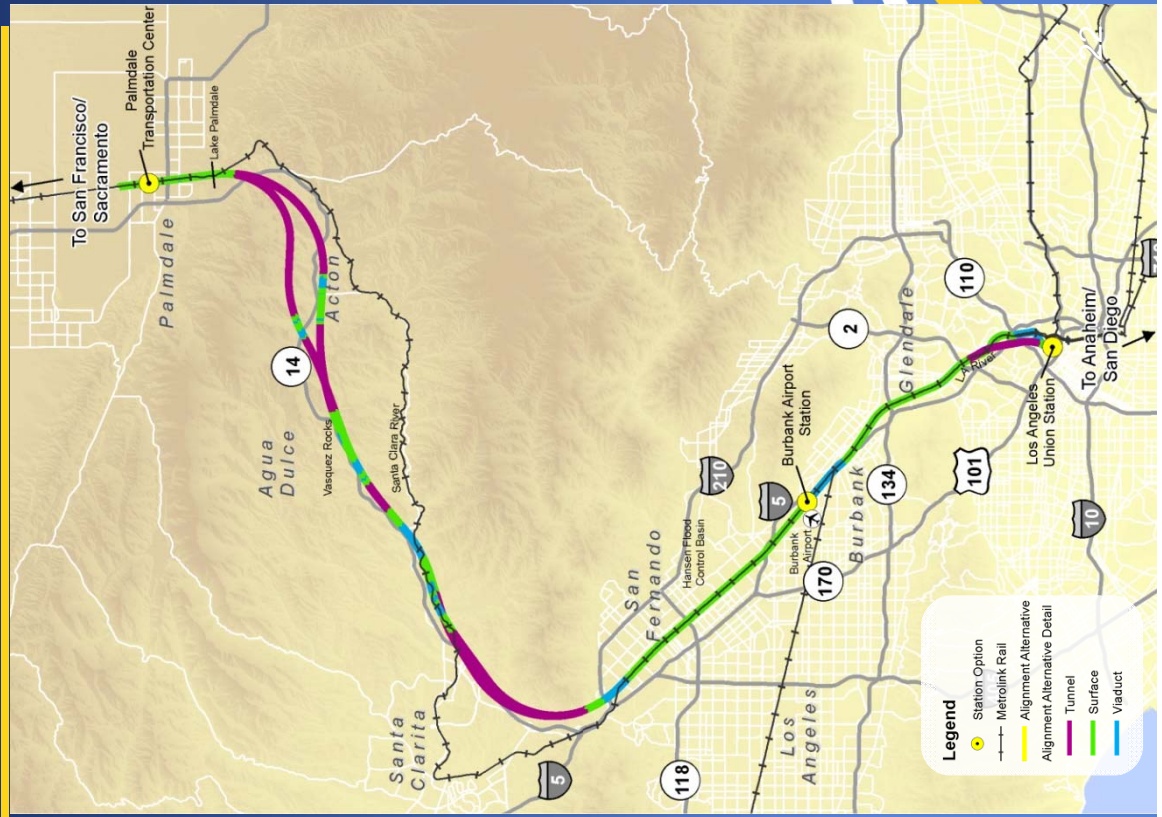 To San Francisco/
Sacramento
Palmdale
Transportation Center
Lake Palmdale
Palmdale
Acton
14
Agua
Dulce
Vasquez Rocks
Santa Clara River
Santa
Clarita
5
118
San
Fernando
Hansen Flood
Control Basin
210
5
Burbank Airport
Station
Burbank
Airport
170
Burbank
134
2
Glendale
110
LA River
101
Los Angeles
Union Station
To Anaheim/
San Diego
10
Los
Angeles
22
Legend
Station Option
Metrolink Rail
Alignment Alternative
Alignment Alternative Detail
Tunnel
Surface
Viaduct